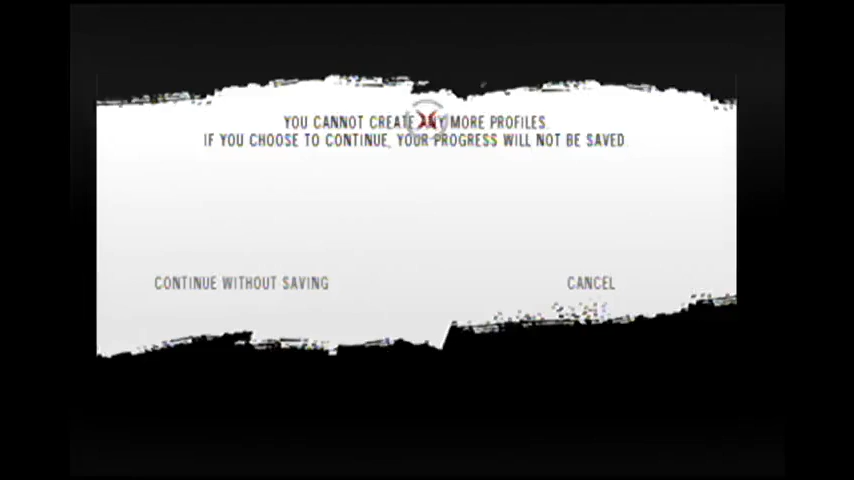 YOU CANNOT CREATE ANY MORE PROFILES.
IF YOU CHOOSE TO CONTINUE, YOUR PROGRESS WILL NOT BE SAVED.
CONTINUE WITHOUT SAVING
CANCEL